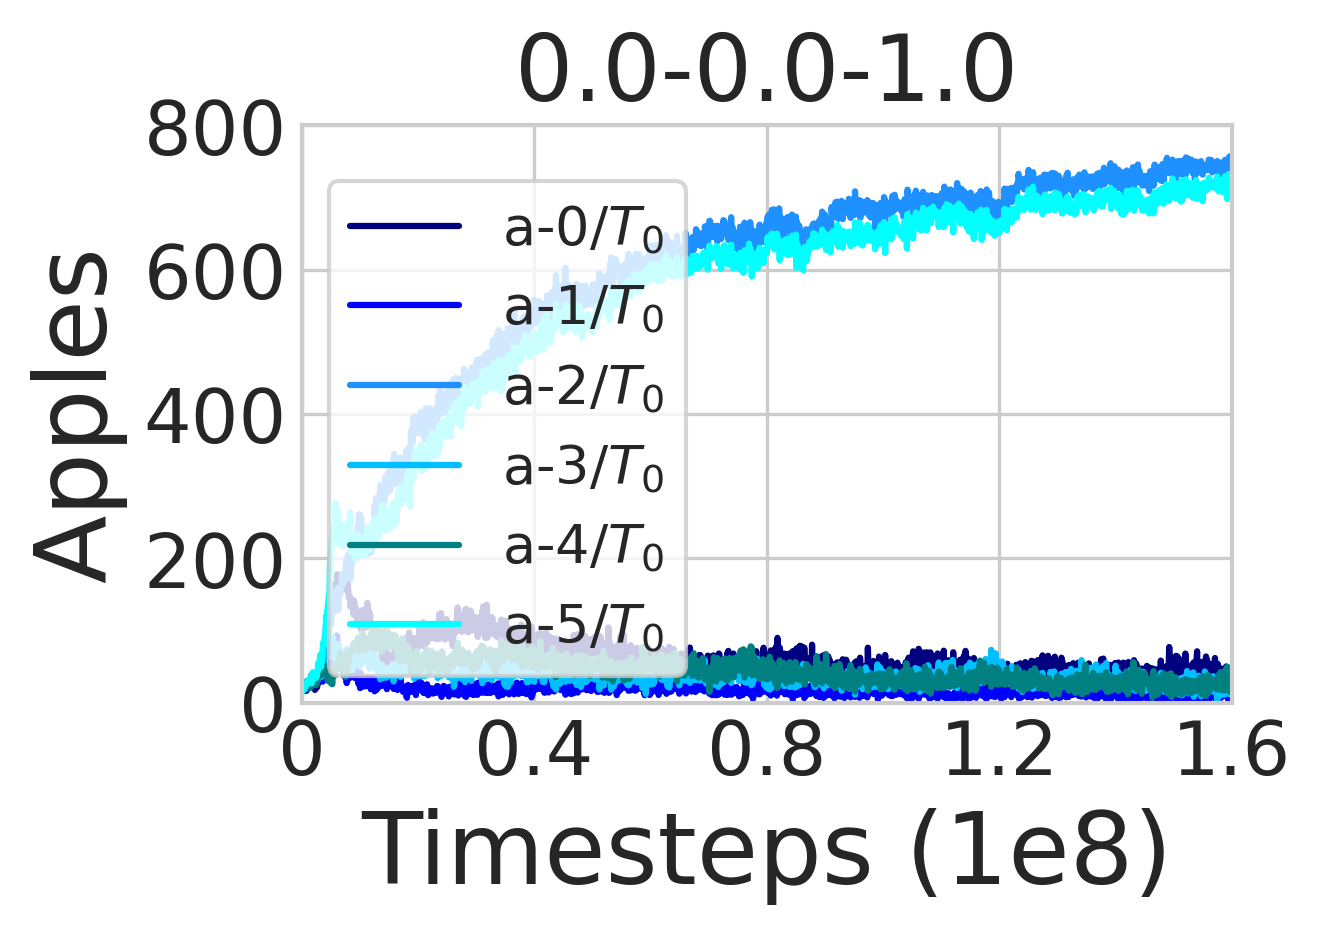 0.0-0.0-1.0
800
600
400
200
0
Apples
a-0/T₀
a-1/T₀
a-2/T₀
a-3/T₀
a-4/T₀
a-5/T₀
0 0.4 0.8 1.2 1.6
Timesteps (1e8)